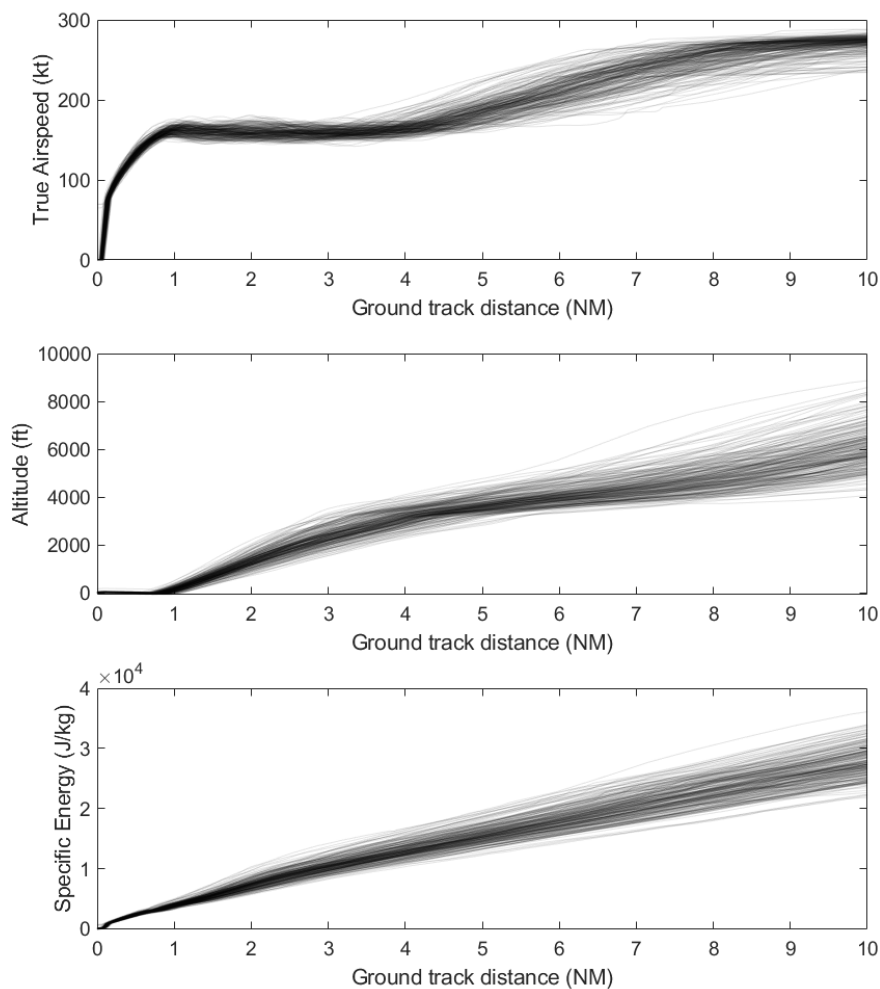 300
200
100
0
True Airspeed (kt)
0 1 2 3 4 5 6 7 8 9 10
Ground track distance (NM)
10000
8000
6000
4000
2000
0
Altitude (ft)
0 1 2 3 4 5 6 7 8 9 10
Ground track distance (NM)
×10⁴
4
3
2
1
0
Specific Energy (J/kg)
0 1 2 3 4 5 6 7 8 9 10
Ground track distance (NM)